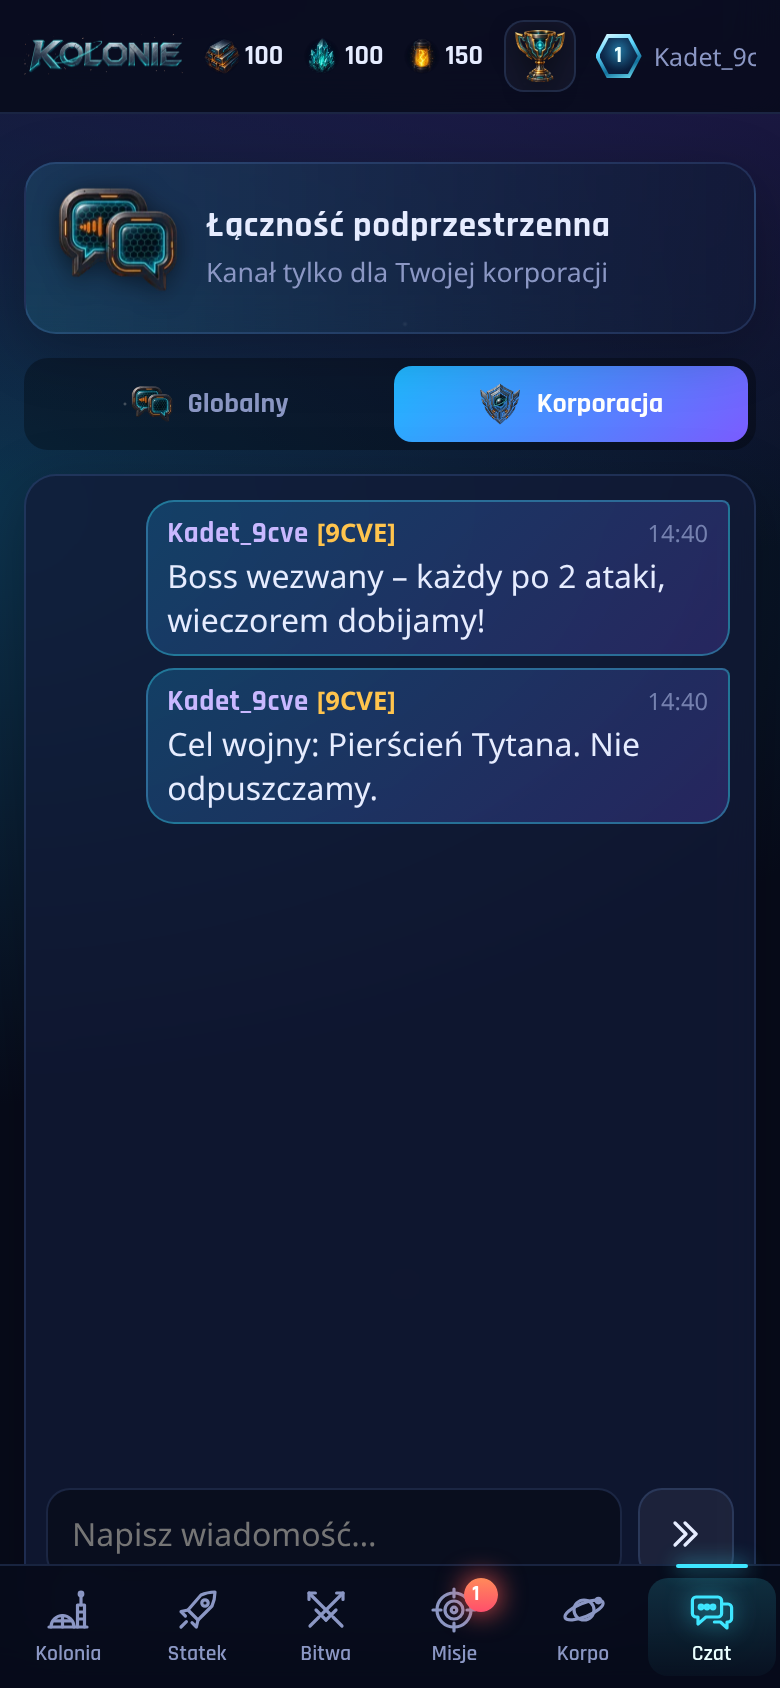 KOLONIE 100 100 150 1 Kadet_9c
Łączność podprzestrzenna
Kanał tylko dla Twojej korporacji
Globalny Korporacja
Kadet_9cve [9CVE] 14:40
Boss wezwany – każdy po 2 ataki,
wieczorem dobijamy!
Kadet_9cve [9CVE] 14:40
Cel wojny: Pierścień Tytana. Nie
odpuszczamy.
Napisz wiadomość...
1
Kolonia Statek Bitwa Misje Korpo Czat